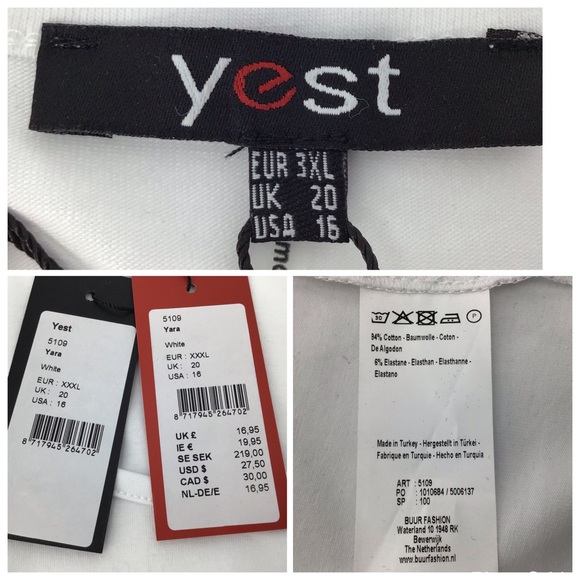 yest
EUR 3XL
UK 20
USA 16
Yest
5109
Yara
White
EUR : XXXL
UK : 20
USA : 16
8 717945 264702
5109
Yara
White
EUR : XXXL
UK : 20
USA : 16
8 717945 264702
UK £ 16,95
IE € 19,95
SE SEK 219,00
USD $ 27,50
CAD $ 30,00
NL-DE/E 16,95
30 P
94% Cotton - Baumwolle - Coton -
De Algodon
6% Elastane - Elasthan - Elasthanne -
Elastano
Made in Turkey - Hergestellt in Türkei -
Fabrique en Turquie - Hecho en Turquia
ART : 5109
PO : 1010684 / 5006137
SP : 100
BUUR FASHION
Waterland 10 1948 RK
Bewerwijk
The Netherlands
www.buurfashion.nl